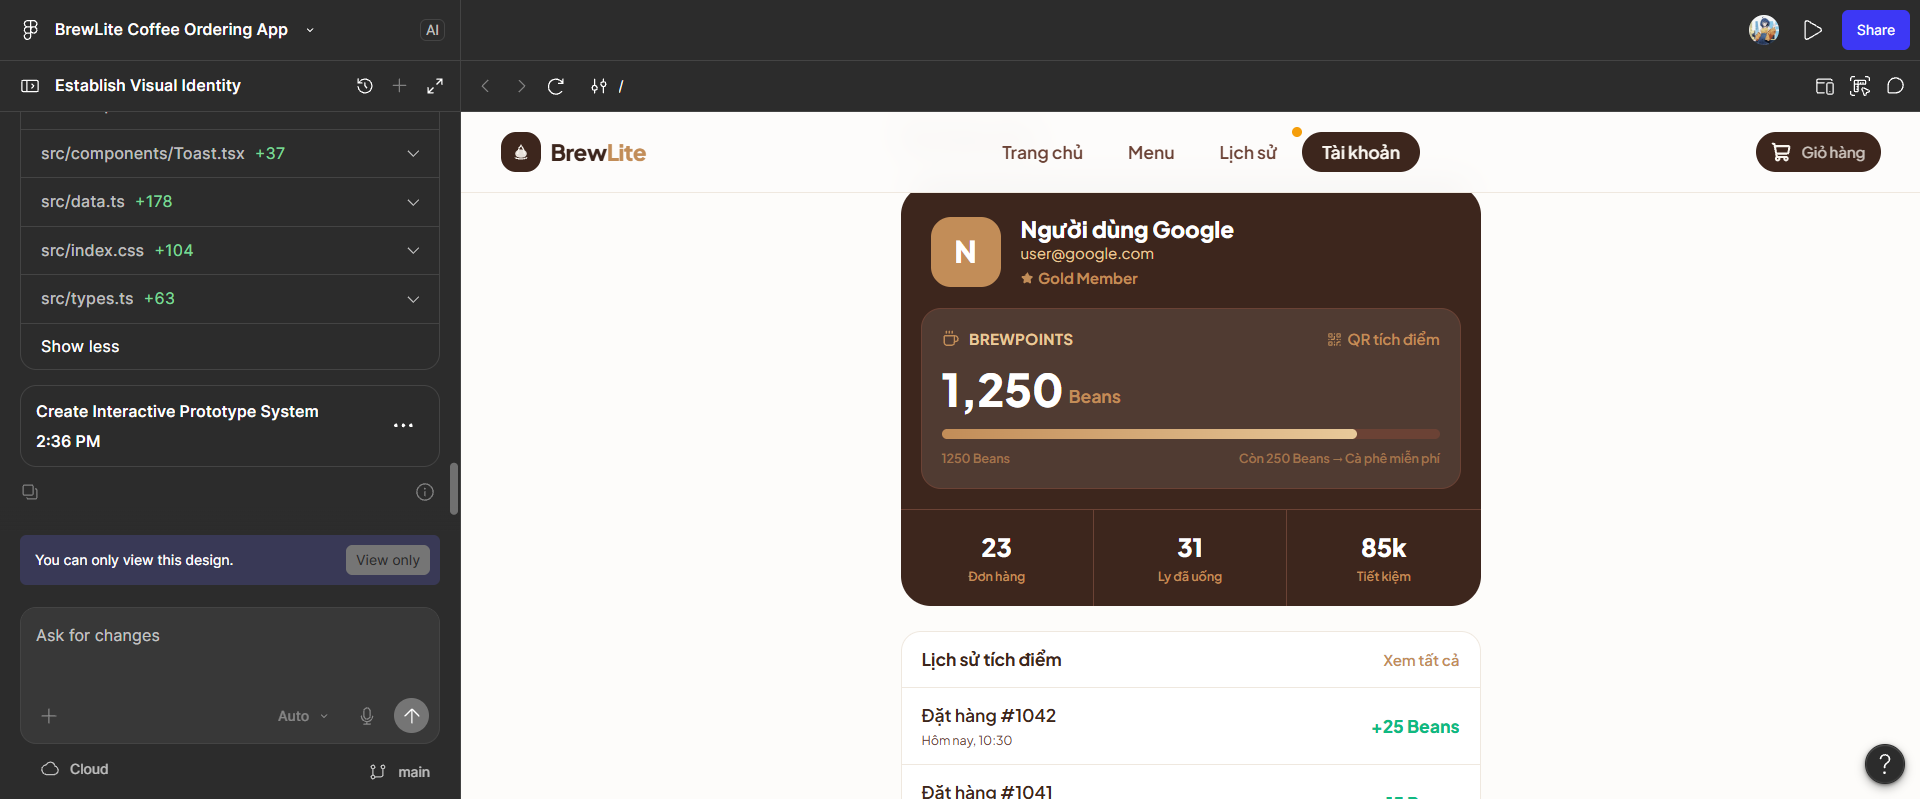 BrewLite Coffee Ordering App
AI
Share
Establish Visual Identity
/
src/components/Toast.tsx +37
src/data.ts +178
src/index.css +104
src/types.ts +63
Show less
Create Interactive Prototype System
2:36 PM
You can only view this design.
View only
Ask for changes
Auto
Cloud
main
BrewLite
Trang chủ
Menu
Lịch sử
Tài khoản
Giỏ hàng
N
Người dùng Google
user@google.com
Gold Member
BREWPOINTS
QR tích điểm
1,250 Beans
1250 Beans
Còn 250 Beans → Cà phê miễn phí
23
Đơn hàng
31
Ly đã uống
85k
Tiết kiệm
Lịch sử tích điểm
Xem tất cả
Đặt hàng #1042
+25 Beans
Hôm nay, 10:30
Đặt hàng #1041
?